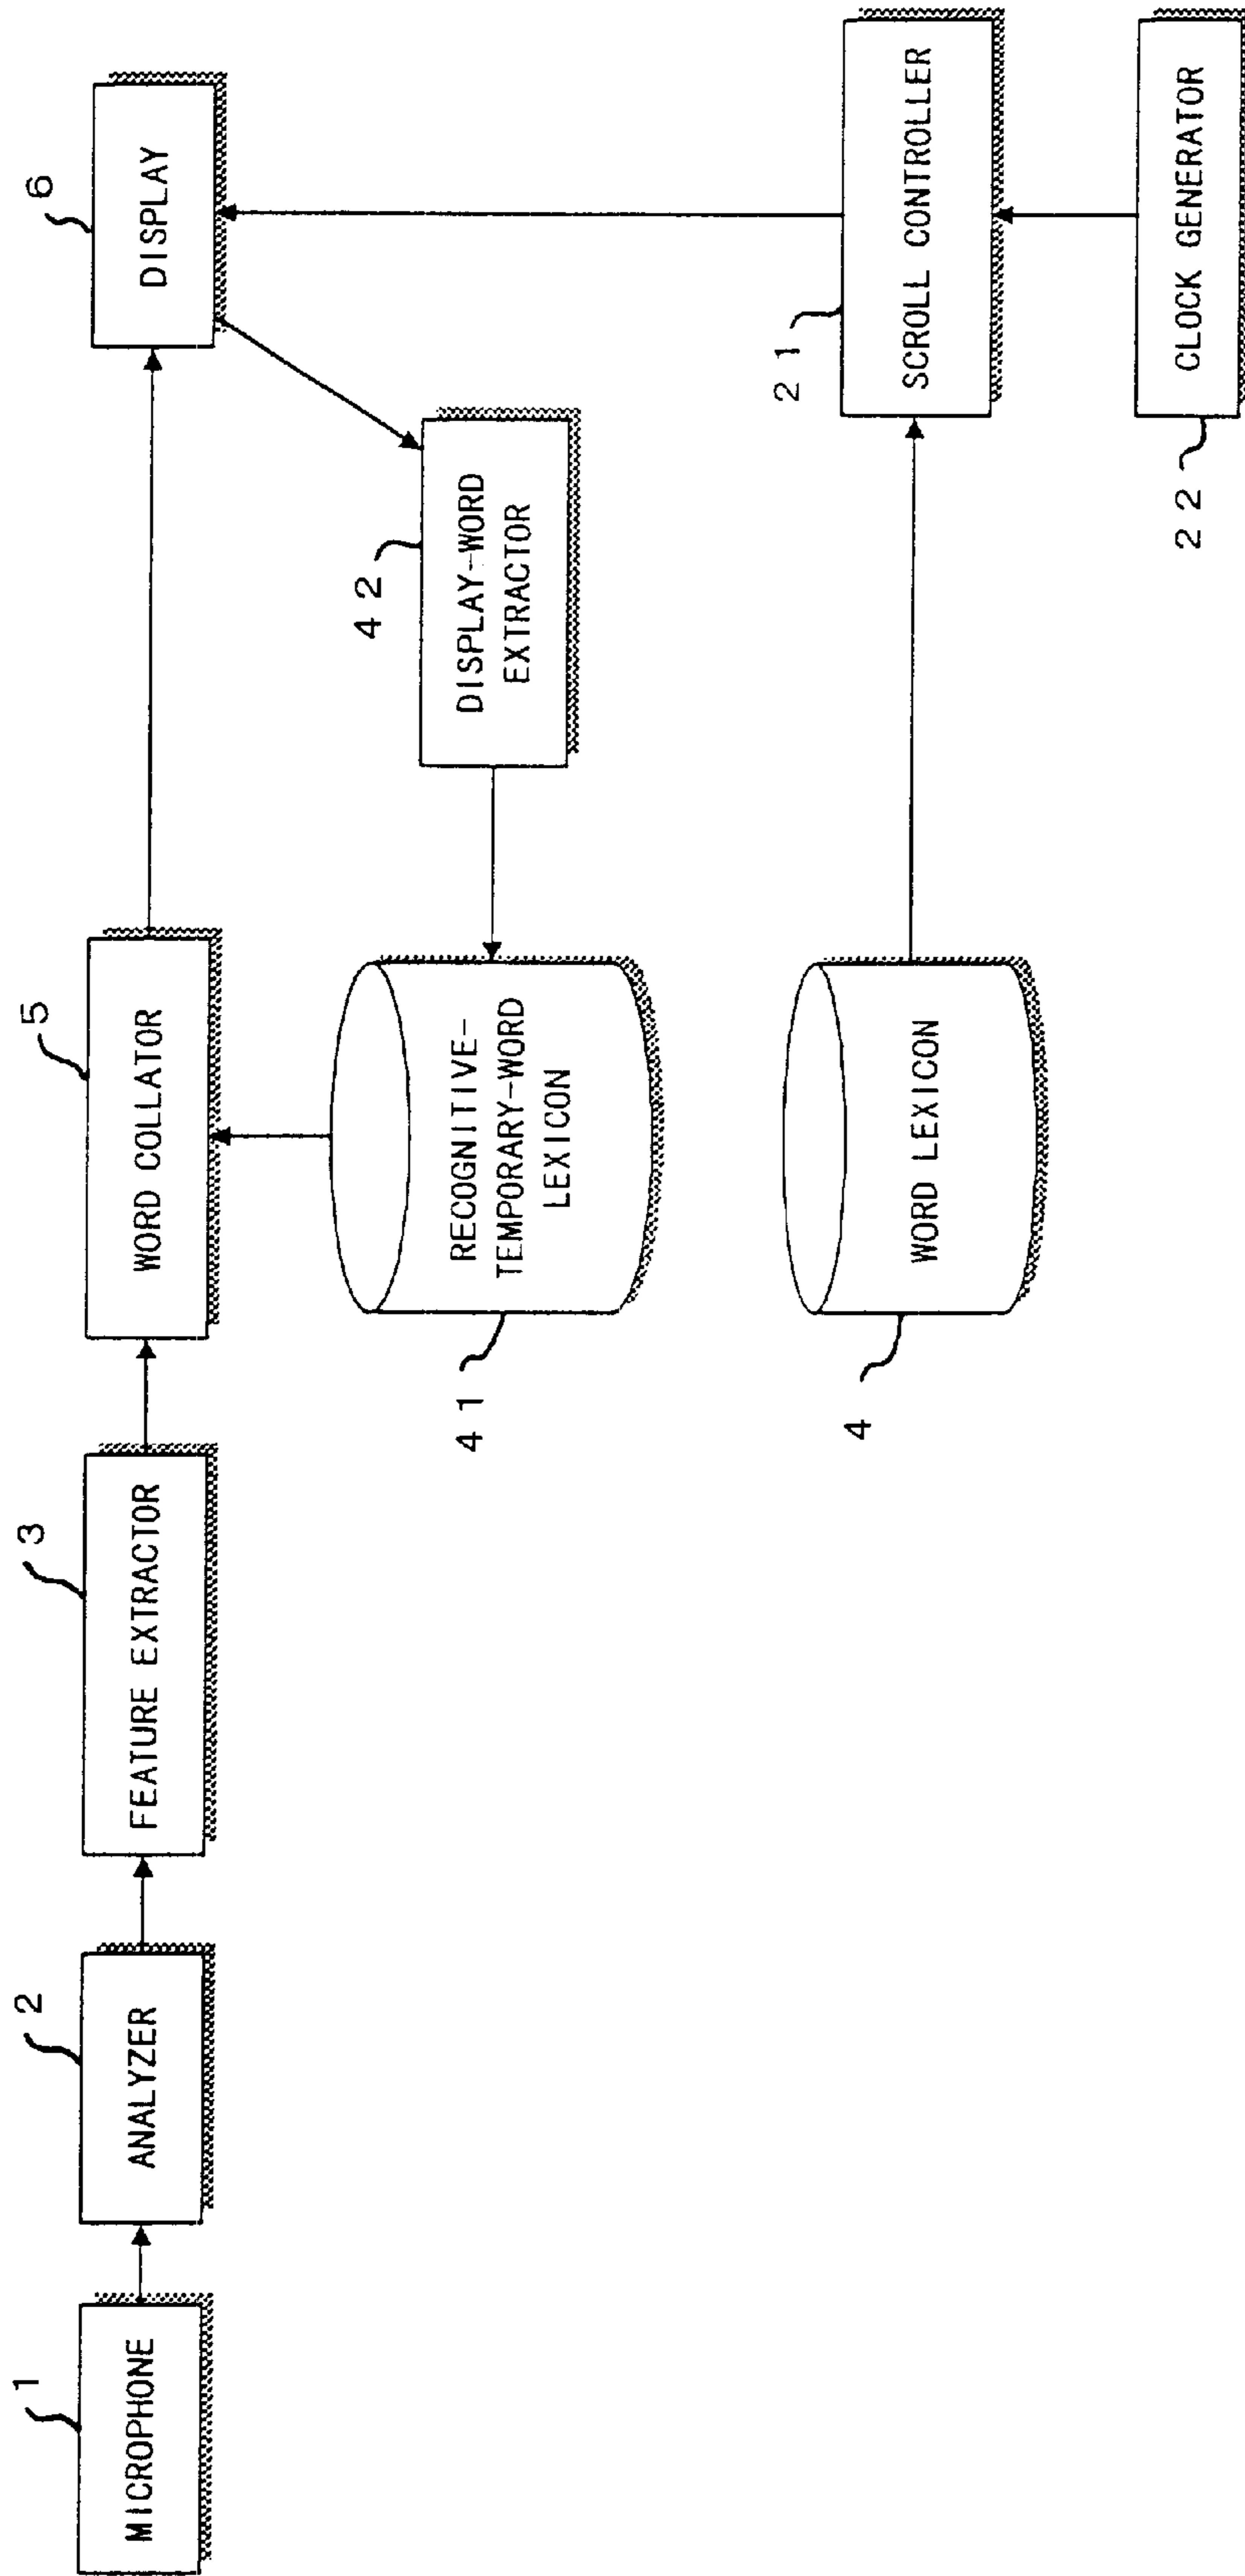 1
MICROPHONE
2
ANALYZER
3
FEATURE EXTRACTOR
5
WORD COLLATOR
6
DISPLAY
41
RECOGNITIVE-
TEMPORARY-WORD
LEXICON
42
DISPLAY-WORD
EXTRACTOR
4
WORD LEXICON
21
SCROLL CONTROLLER
22
CLOCK GENERATOR